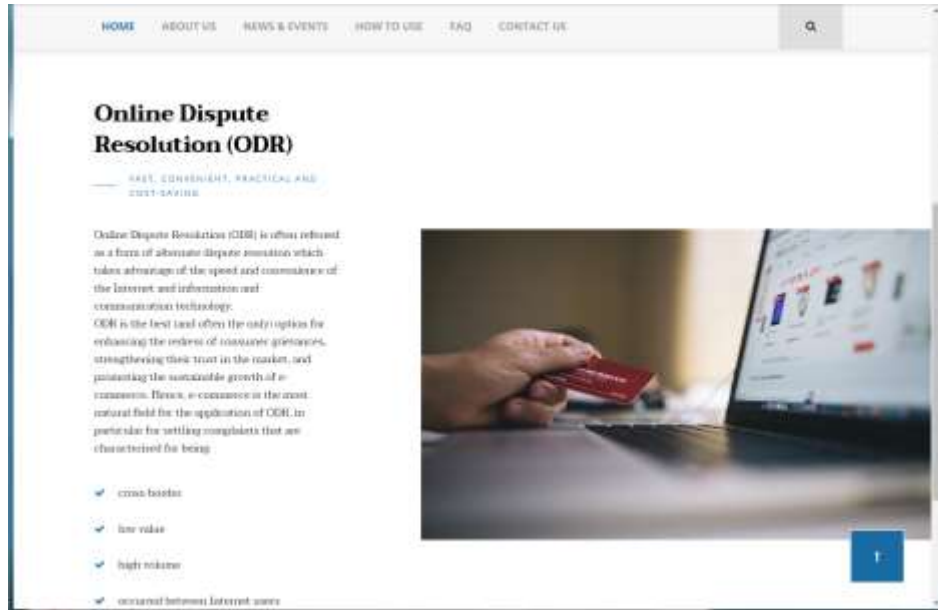 HOME ABOUT US NEWS & EVENTS HOW TO USE FAQ CONTACT US
Online Dispute
Resolution (ODR)
FAST, CONVENIENT, PRACTICAL AND
COST-SAVING
Online Dispute Resolution (ODR) is often referred
as a form of alternate dispute resolution which
takes advantage of the speed and convenience of
the Internet and information and
communication technology.
ODR is the best (and often the only) option for
enhancing the redress of consumer grievances,
strengthening their trust in the market, and
promoting the sustainable growth of e-
commerce. Hence, e-commerce is the most
natural field for the application of ODR, in
particular for settling complaints that are
characterised for being
cross-border
low value
high volume
occurred between Internet users